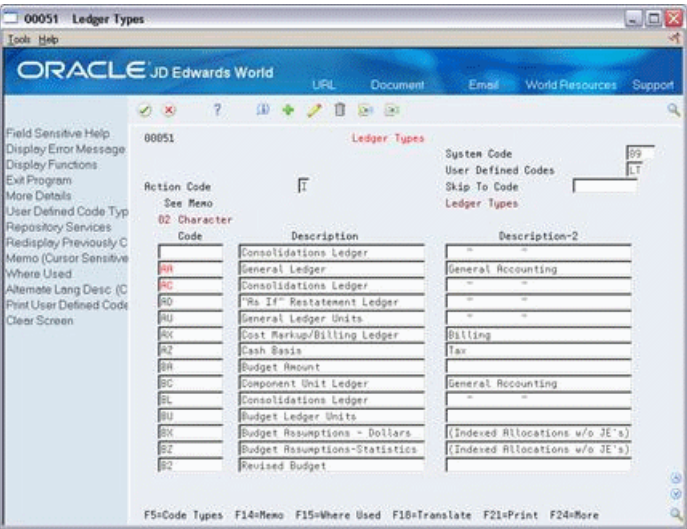 00051 Ledger Types
Tools Help
ORACLE JD Edwards World
URL Document Email World Resources Support
?
Field Sensitive Help
Display Error Message
Display Functions
Exit Program
More Details
User Defined Code Typ
Repository Services
Redisplay Previously C
Memo (Cursor Sensitive
Where Used
Alternate Lang Desc (C
Print User Defined Code
Clear Screen
00051 Ledger Types
System Code 09
User Defined Codes LT
Action Code I Skip To Code
See Memo Ledger Types
02 Character
Code Description Description-2
Consolidations Ledger " "
AA General Ledger General Accounting
AC Consolidations Ledger " "
AD "As If" Restatement Ledger " "
AU General Ledger Units " "
AX Cost Markup/Billing Ledger Billing
AZ Cash Basis Tax
BA Budget Amount
BC Component Unit Ledger General Accounting
BL Consolidations Ledger " "
BU Budget Ledger Units
BX Budget Assumptions - Dollars (Indexed Allocations w/o JE's)
BZ Budget Assumptions-Statistics (Indexed Allocations w/o JE's)
B2 Revised Budget
F5=Code Types F14=Memo F15=Where Used F18=Translate F21=Print F24=More